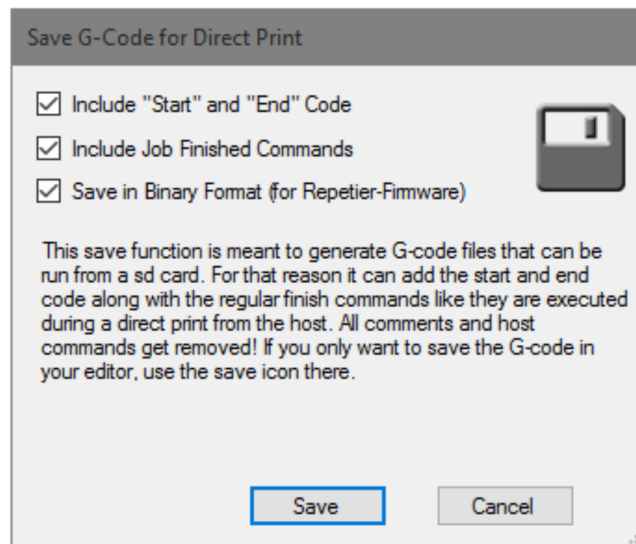 Save G-Code for Direct Print
Include "Start" and "End" Code
Include Job Finished Commands
Save in Binary Format (for Repetier-Firmware)
This save function is meant to generate G-code files that can be
run from a sd card. For that reason it can add the start and end
code along with the regular finish commands like they are executed
during a direct print from the host. All comments and host
commands get removed! If you only want to save the G-code in
your editor, use the save icon there.
Save
Cancel